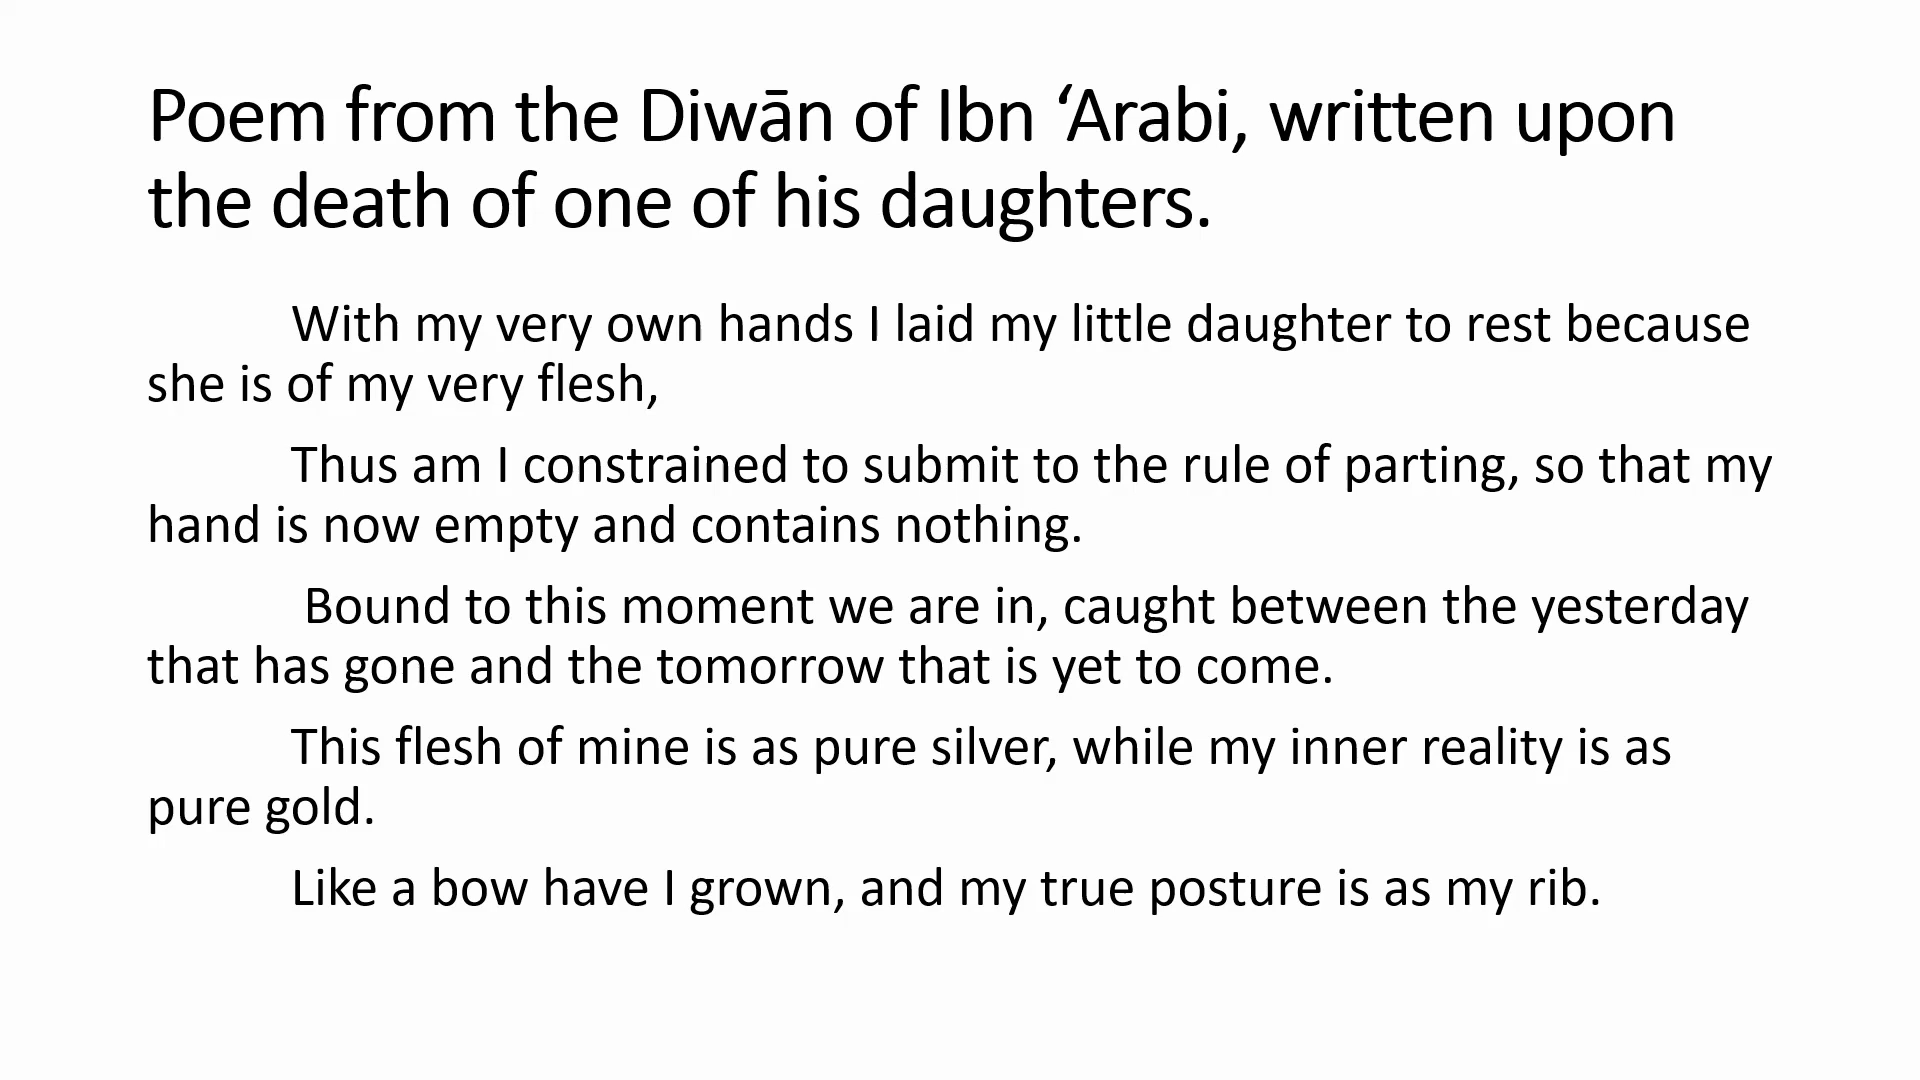 Poem from the Diwān of Ibn ‘Arabi, written upon
the death of one of his daughters.
With my very own hands I laid my little daughter to rest because
she is of my very flesh,
Thus am I constrained to submit to the rule of parting, so that my
hand is now empty and contains nothing.
Bound to this moment we are in, caught between the yesterday
that has gone and the tomorrow that is yet to come.
This flesh of mine is as pure silver, while my inner reality is as
pure gold.
Like a bow have I grown, and my true posture is as my rib.